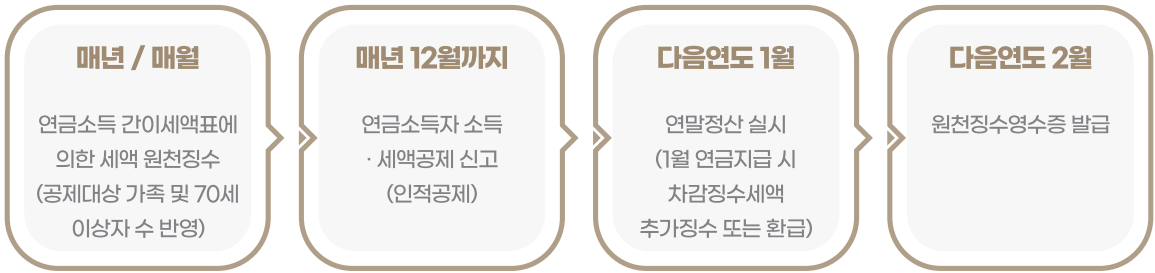 매년 / 매월
연금소득 간이세액표에
의한 세액 원천징수
(공제대상 가족 및 70세
이상자 수 반영)
매년 12월까지
연금소득자 소득
· 세액공제 신고
(인적공제)
다음연도 1월
연말정산 실시
(1월 연금지급 시
차감징수세액
추가징수 또는 환급)
다음연도 2월
원천징수영수증 발급